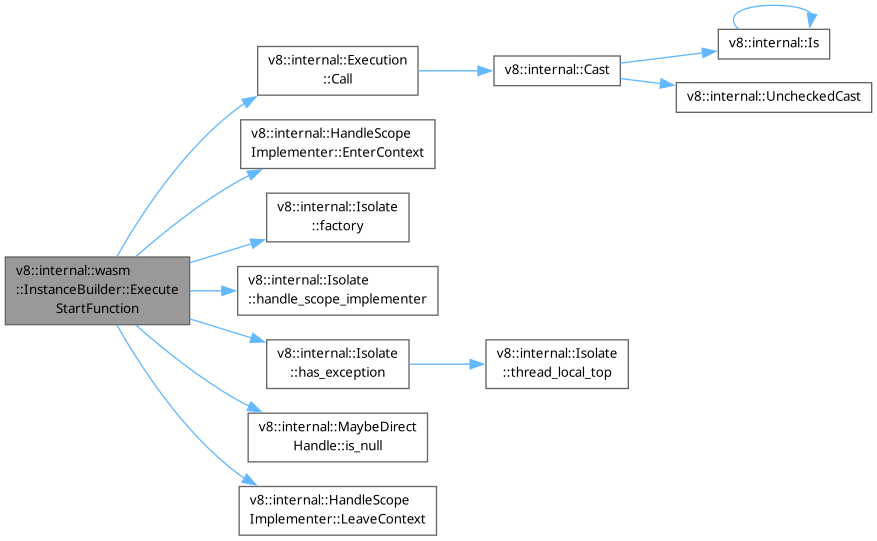 v8::internal::Is
v8::internal::Execution
::Call
v8::internal::Cast
v8::internal::UncheckedCast
v8::internal::HandleScope
Implementer::EnterContext
v8::internal::Isolate
::factory
v8::internal::wasm
::InstanceBuilder::Execute
StartFunction
v8::internal::Isolate
::handle_scope_implementer
v8::internal::Isolate
::has_exception
v8::internal::Isolate
::thread_local_top
v8::internal::MaybeDirect
Handle::is_null
v8::internal::HandleScope
Implementer::LeaveContext